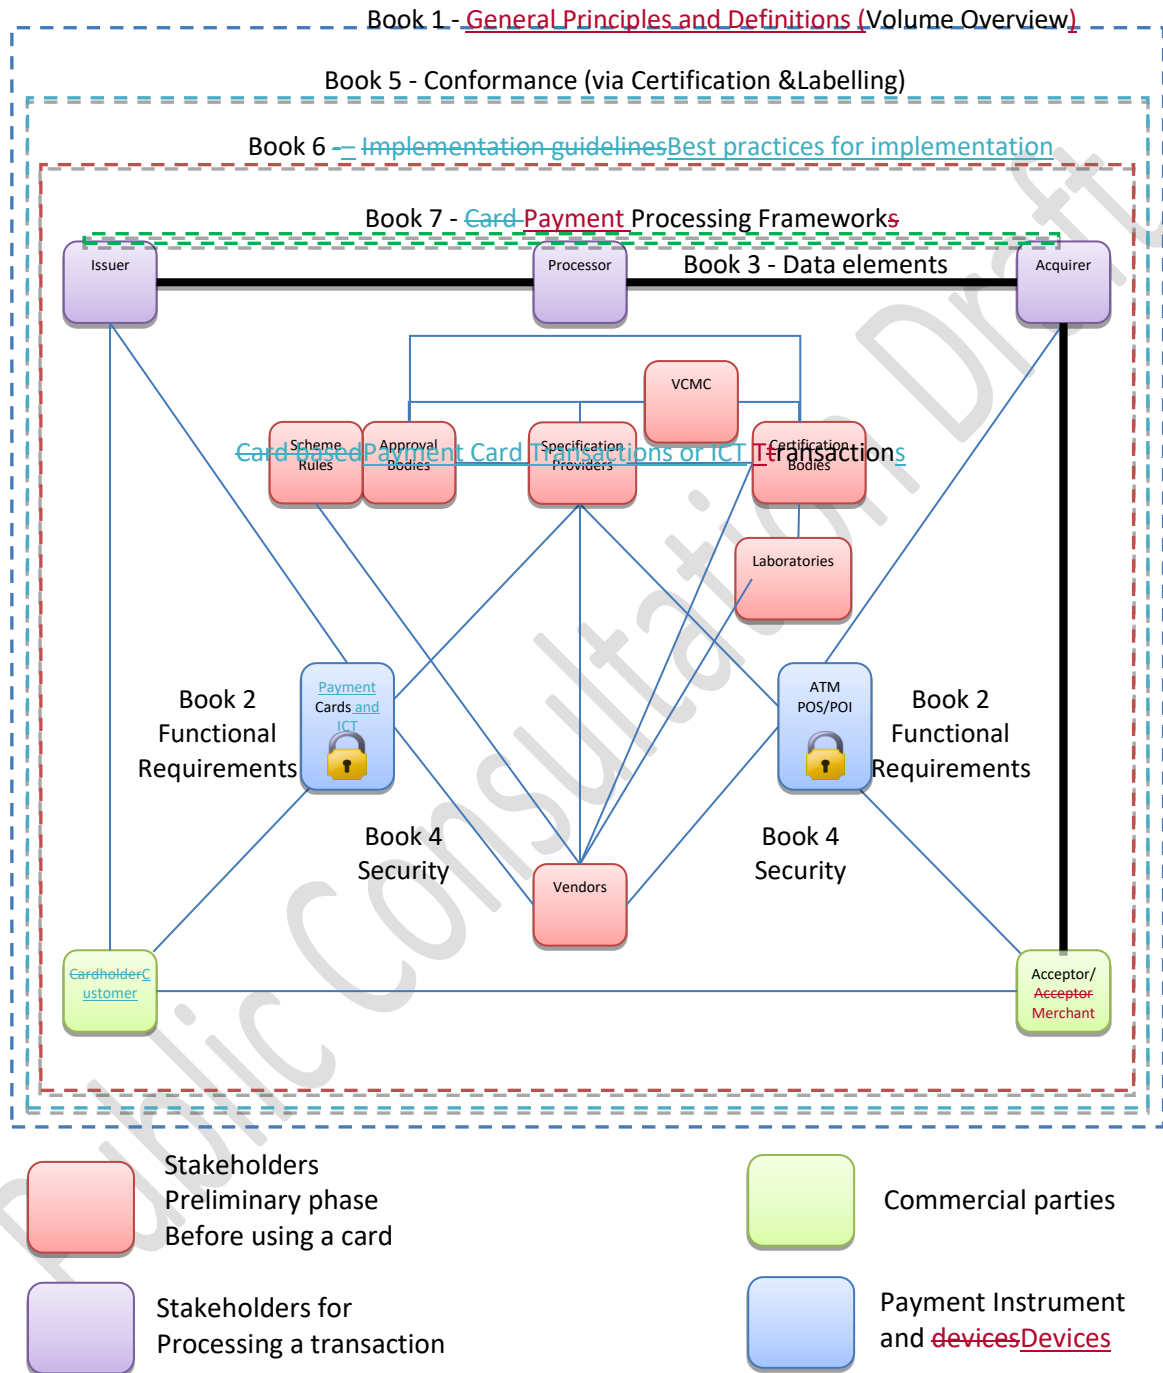 Book 1 - General Principles and Definitions (Volume Overview)
Book 5 - Conformance (via Certification &Labelling)
Book 6 -– Implementation guidelinesBest practices for implementation
Book 7 - Card Payment Processing Frameworks
Issuer
Processor
Book 3 - Data elements
Acquirer
VCMC
Scheme
Rules
Approval
Bodies
Specification
Providers
Certification
Bodies
Card basedPayment Card Transactions or ICT Ttransactions
Laboratories
Book 2
Functional
Requirements
Payment
Cards and
ICT
ATM
POS/POI
Book 2
Functional
Requirements
Book 4
Security
Book 4
Security
Vendors
CardholderC
ustomer
Acceptor/
Acceptor
Merchant
Public Consultation Draft
Stakeholders
Preliminary phase
Before using a card
Commercial parties
Stakeholders for
Processing a transaction
Payment Instrument
and devicesDevices